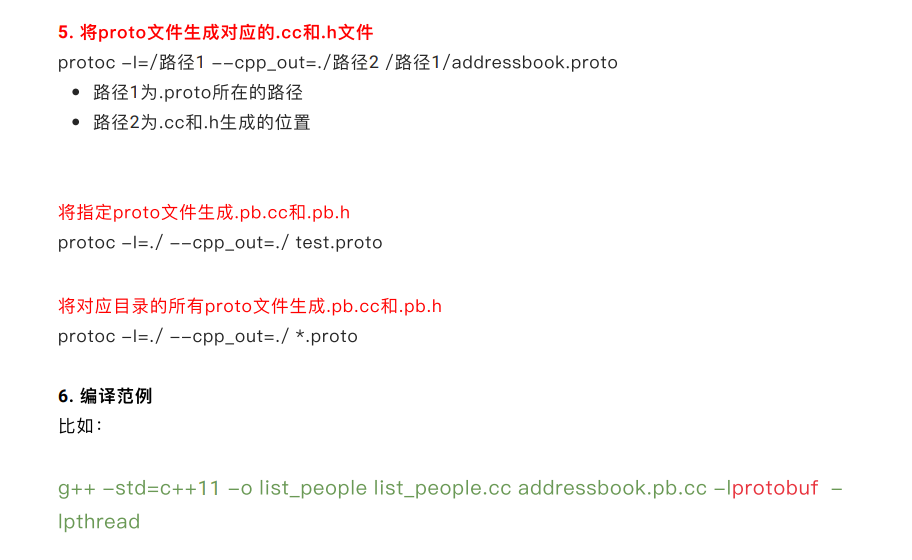 5. 将proto文件生成对应的.cc和.h文件
protoc -I=/路径1 --cpp_out=./路径2 /路径1/addressbook.proto
• 路径1为.proto所在的路径
• 路径2为.cc和.h生成的位置
将指定proto文件生成.pb.cc和.pb.h
protoc -I=./ --cpp_out=./ test.proto
将对应目录的所有proto文件生成.pb.cc和.pb.h
protoc -I=./ --cpp_out=./ *.proto
6. 编译范例
比如：
g++ -std=c++11 -o list_people list_people.cc addressbook.pb.cc -lprotobuf -
lpthread